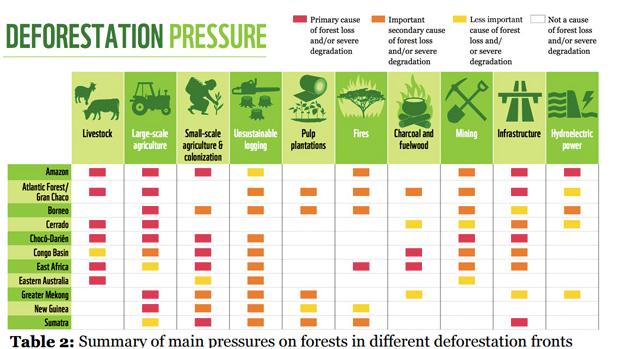 DEFORESTATION PRESSURE
Primary cause
of forest loss
and/or severe
degradation
Important
secondary cause
of forest loss
and/or severe
degradation
Less important
cause of forest
loss and/
or severe
degradation
Not a cause
of forest loss
and/or severe
degradation
Livestock
Large-scale
agriculture
Small-scale
agriculture &
colonization
Unsustainable
logging
Pulp
plantations
Fires
Charcoal and
fuelwood
Mining
Infrastructure
Hydroelectric
power
Amazon
Atlantic Forest/
Gran Chaco
Borneo
Cerrado
Chocó-Darién
Congo Basin
East Africa
Eastern Australia
Greater Mekong
New Guinea
Sumatra
Table 2: Summary of main pressures on forests in different deforestation fronts